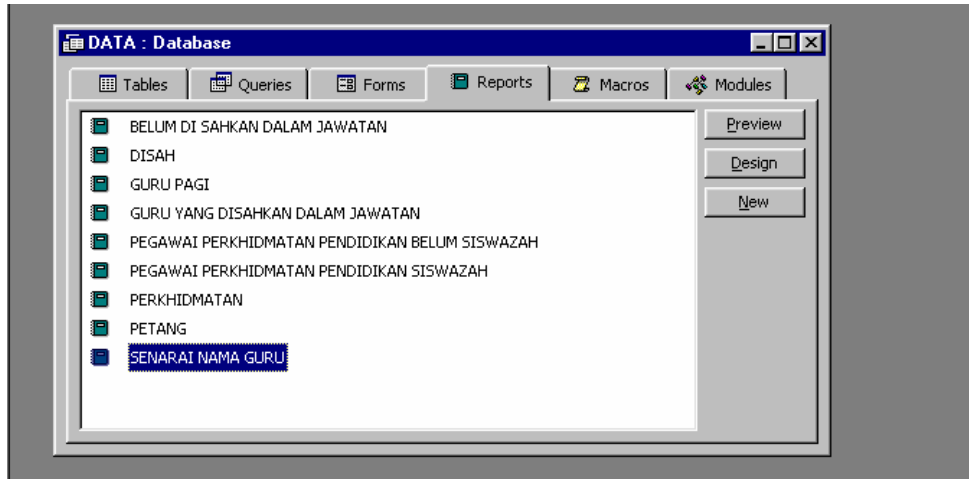 DATA : Database
Tables Queries Forms Reports Macros Modules
BELUM DI SAHKAN DALAM JAWATAN
DISAH
GURU PAGI
GURU YANG DISAHKAN DALAM JAWATAN
PEGAWAI PERKHIDMATAN PENDIDIKAN BELUM SISWAZAH
PEGAWAI PERKHIDMATAN PENDIDIKAN SISWAZAH
PERKHIDMATAN
PETANG
SENARAI NAMA GURU
Preview
Design
New